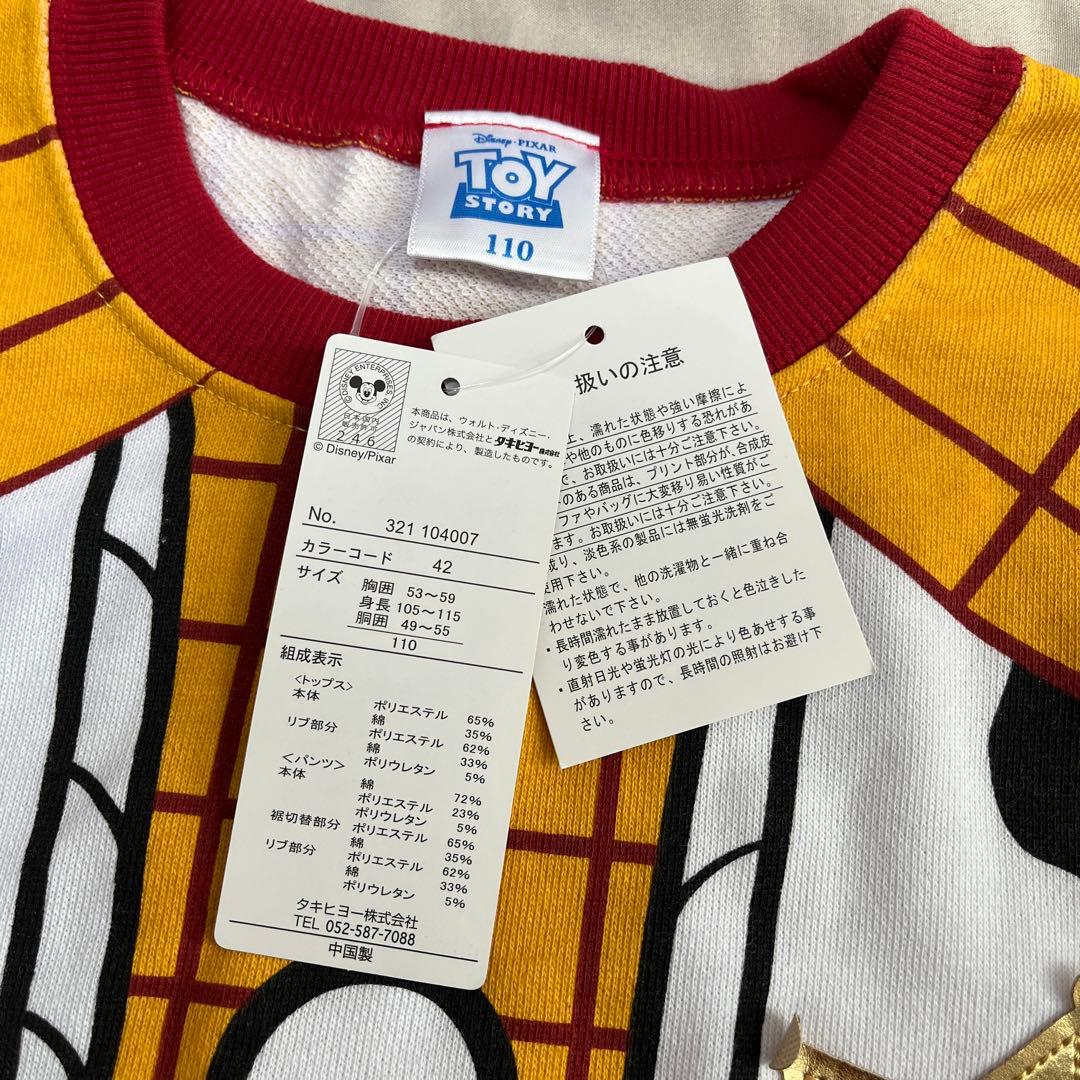 Disney・PIXAR
TOY
STORY
110
© DISNEY ENTERPRISES INC
日本国内
販売許可
246
© Disney/Pixar
本商品は、ウォルト・ディズニー・
ジャパン株式会社とタキヒヨー株式会社
の契約により、製造したものです。
No. 321 104007
カラーコード 42
サイズ 胸囲 53〜59
身長 105〜115
胴囲 49〜55
110
組成表示
<トップス>
本体 ポリエステル 65%
綿 35%
リブ部分 ポリエステル 62%
綿 33%
ポリウレタン 5%
<パンツ>
本体 綿 72%
ポリエステル 23%
ポリウレタン 5%
裾切替部分 ポリエステル 65%
綿 35%
リブ部分 ポリエステル 62%
綿 33%
ポリウレタン 5%
タキヒヨー株式会社
TEL 052-587-7088
中国製
扱いの注意
上、濡れた状態や強い摩擦によ
や他のものに色移りする恐れがあ
で、お取扱いには十分ご注意下さい。
のある商品は、プリント部分が、合成皮
ファやバッグに大変移り易い性質がご
ます。お取扱いには十分ご注意下さい。
成り、淡色系の製品には無蛍光洗剤をご
使用下さい。
濡れた状態で、他の洗濯物と一緒に重ね合
わせないで下さい。
・長時間濡れたまま放置しておくと色泣きした
り変色する事があります。
・直射日光や蛍光灯の光により色あせする事
がありますので、長時間の照射はお避け下
さい。